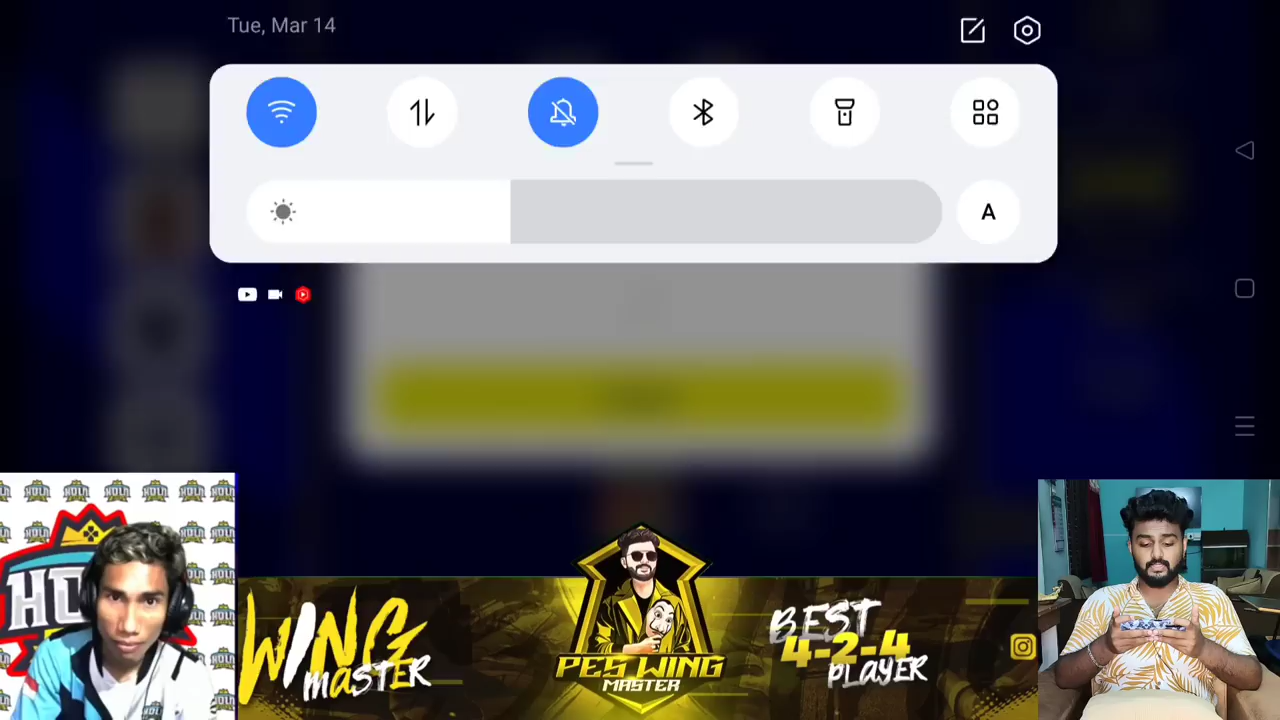 Tue, Mar 14
A
WING
MASTER
PES WING
MASTER
BEST
4-2-4
PLAYER